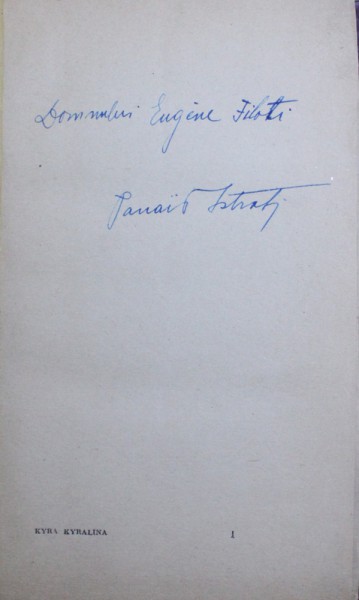 Domnului Eugène Filotti
Panaït Istrati
KYRA KYRALINA 1